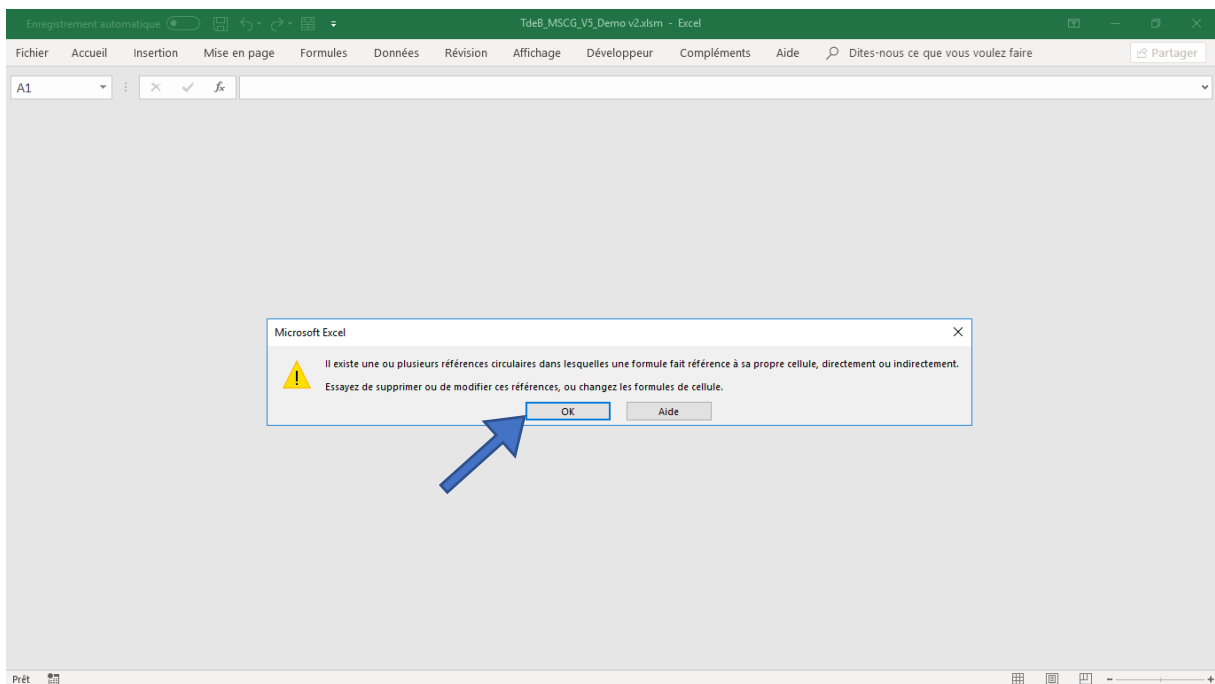 Enregistrement automatique
TdeB_MSCG_V5_Demo v2.xlsm - Excel
Fichier Accueil Insertion Mise en page Formules Données Révision Affichage Développeur Compléments Aide Dites-nous ce que vous voulez faire Partager
A1 fx
Microsoft Excel
Il existe une ou plusieurs références circulaires dans lesquelles une formule fait référence à sa propre cellule, directement ou indirectement.
Essayez de supprimer ou de modifier ces références, ou changez les formules de cellule.
OK Aide
Prêt